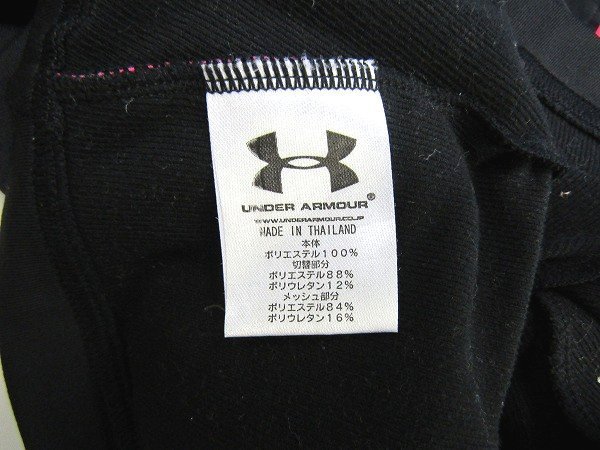 UNDER ARMOUR®
WWW.UNDERARMOUR.CO.JP
MADE IN THAILAND
本体
ポリエステル100%
切替部分
ポリエステル88%
ポリウレタン12%
メッシュ部分
ポリエステル84%
ポリウレタン16%